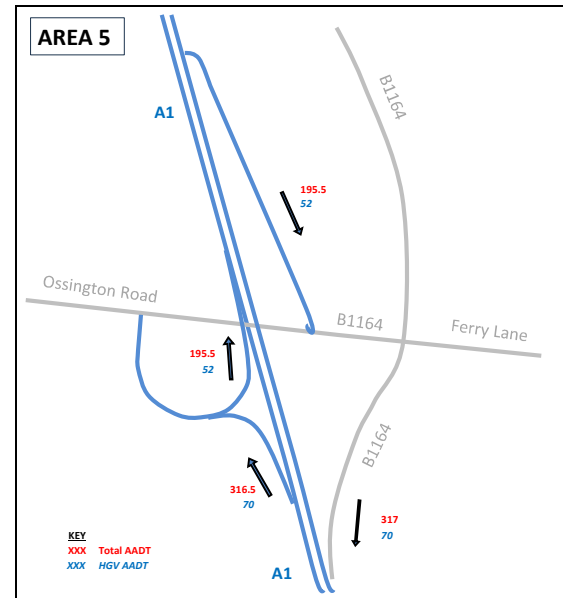 AREA 5
B1164
A1
195.5
52
Ossington Road
B1164
Ferry Lane
195.5
52
B1164
316.5
70
317
70
KEY
XXX Total AADT
XXX HGV AADT
A1